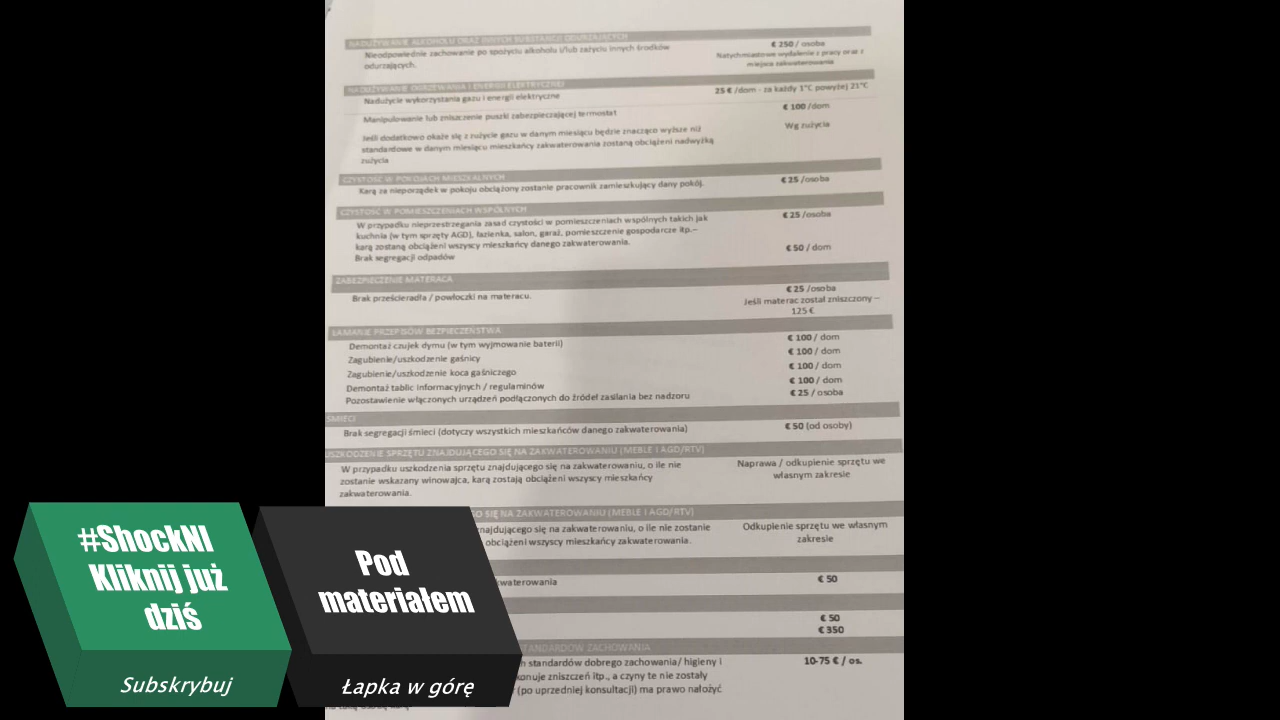 NADUŻYWANIE ALKOHOLU ORAZ INNYCH SUBSTANCJI ODURZAJĄCYCH
Nieodpowiednie zachowanie po spożyciu alkoholu i/lub zażyciu innych środków
odurzających.
€ 250 / osoba
Natychmiastowe wydalenie z pracy oraz z
miejsca zakwaterowania
NADUŻYWANIE OGRZEWANIA I ENERGII ELEKTRYCZNEJ
Nadużycie wykorzystania gazu i energii elektryczne
25 € /dom - za każdy 1°C powyżej 21°C
Manipulowanie lub zniszczenie puszki zabezpieczającej termostat
€ 100 /dom
Jeśli dodatkowo okaże się z zużycie gazu w danym miesiącu będzie znacząco wyższe niż
standardowe w danym miesiącu mieszkańcy zakwaterowania zostaną obciążeni nadwyżką
zużycia
Wg zużycia
CZYSTOŚĆ W POKOJACH MIESZKALNYCH
Karą za nieporządek w pokoju obciążony zostanie pracownik zamieszkujący dany pokój.
€ 25 /osoba
CZYSTOŚĆ W POMIESZCZENIACH WSPÓLNYCH
W przypadku nieprzestrzegania zasad czystości w pomieszczeniach wspólnych takich jak
kuchnia (w tym sprzęty AGD), łazienka, salon, garaż, pomieszczenie gospodarcze itp.–
karą zostaną obciążeni wszyscy mieszkańcy danego zakwaterowania.
Brak segregacji odpadów
€ 25 /osoba
€ 50 / dom
ZABEZPIECZENIE MATERACA
Brak prześcieradła / powłoczki na materacu.
€ 25 /osoba
Jeśli materac został zniszczony –
125 €
ŁAMANIE PRZEPISÓW BEZPIECZEŃSTWA
Demontaż czujek dymu (w tym wyjmowanie baterii)
€ 100 / dom
Zagubienie/uszkodzenie gaśnicy
€ 100 / dom
Zagubienie/uszkodzenie koca gaśniczego
€ 100 / dom
Demontaż tablic informacyjnych / regulaminów
€ 100 / dom
Pozostawienie włączonych urządzeń podłączonych do źródeł zasilania bez nadzoru
€ 25 / osoba
ŚMIECI
Brak segregacji śmieci (dotyczy wszystkich mieszkańców danego zakwaterowania)
€ 50 (od osoby)
USZKODZENIE SPRZĘTU ZNAJDUJĄCEGO SIĘ NA ZAKWATEROWANIU (MEBLE I AGD/RTV)
W przypadku uszkodzenia sprzętu znajdującego się na zakwaterowaniu, o ile nie
zostanie wskazany winowajca, karą zostają obciążeni wszyscy mieszkańcy
zakwaterowania.
Naprawa / odkupienie sprzętu we
własnym zakresie
GO SIĘ NA ZAKWATEROWANIU (MEBLE I AGD/RTV)
znajdującego się na zakwaterowaniu, o ile nie zostanie
obciążeni wszyscy mieszkańcy zakwaterowania.
Odkupienie sprzętu we własnym
zakresie
kwaterowania
€ 50
€ 50
€ 350
STANDARDÓW ZACHOWANIA
h standardów dobrego zachowania/ higieny i
konuje zniszczeń itp., a czyny te nie zostały
(po uprzedniej konsultacji) ma prawo nałożyć
10-75 € / os.
#ShockNl
Kliknij już
dziś
Subskrybuj
Pod
materiałem
Łapka w górę